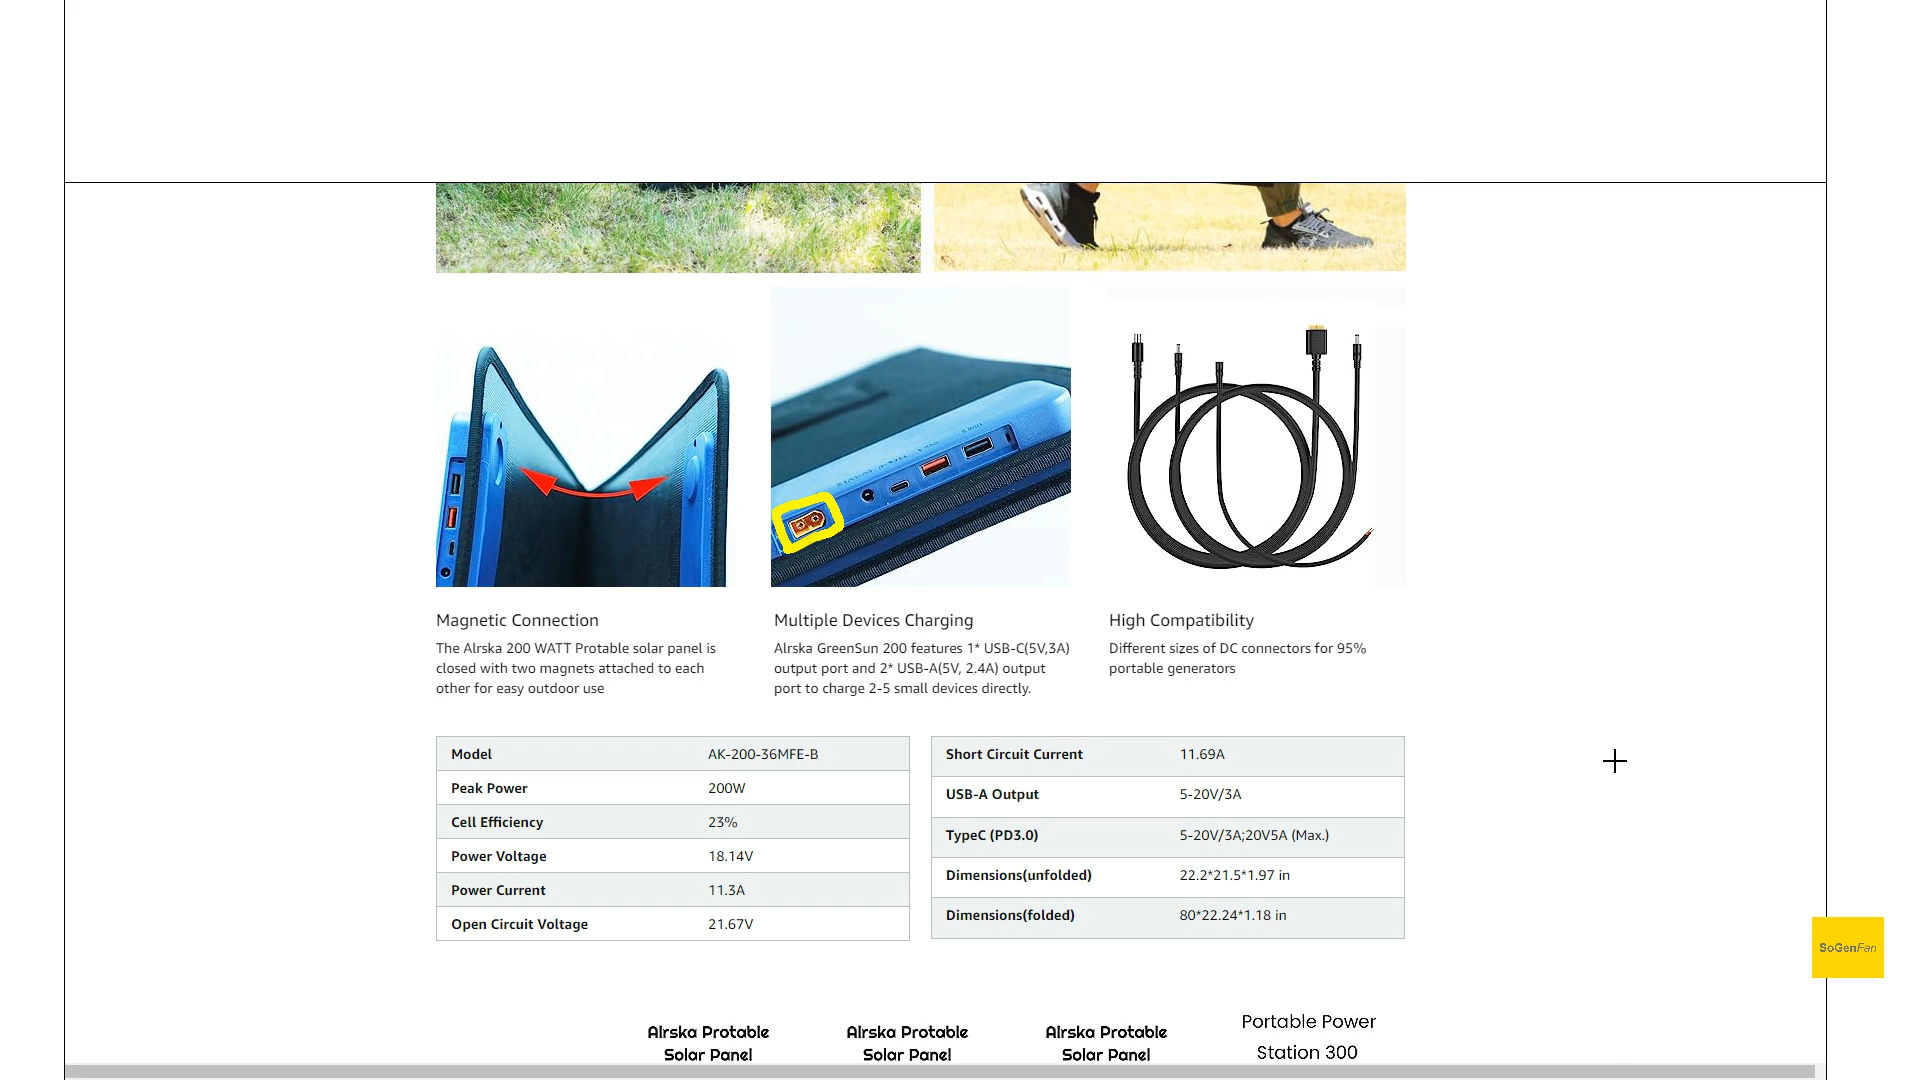 Magnetic Connection
The Alrska 200 WATT Protable solar panel is
closed with two magnets attached to each
other for easy outdoor use
Multiple Devices Charging
Alrska GreenSun 200 features 1* USB-C(5V,3A)
output port and 2* USB-A(5V, 2.4A) output
port to charge 2-5 small devices directly.
High Compatibility
Different sizes of DC connectors for 95%
portable generators
Model AK-200-36MFE-B
Peak Power 200W
Cell Efficiency 23%
Power Voltage 18.14V
Power Current 11.3A
Open Circuit Voltage 21.67V
Short Circuit Current 11.69A
USB-A Output 5-20V/3A
TypeC (PD3.0) 5-20V/3A;20V5A (Max.)
Dimensions(unfolded) 22.2*21.5*1.97 in
Dimensions(folded) 80*22.24*1.18 in
SoGenFan
Alrska Protable
Solar Panel
Alrska Protable
Solar Panel
Alrska Protable
Solar Panel
Portable Power
Station 300